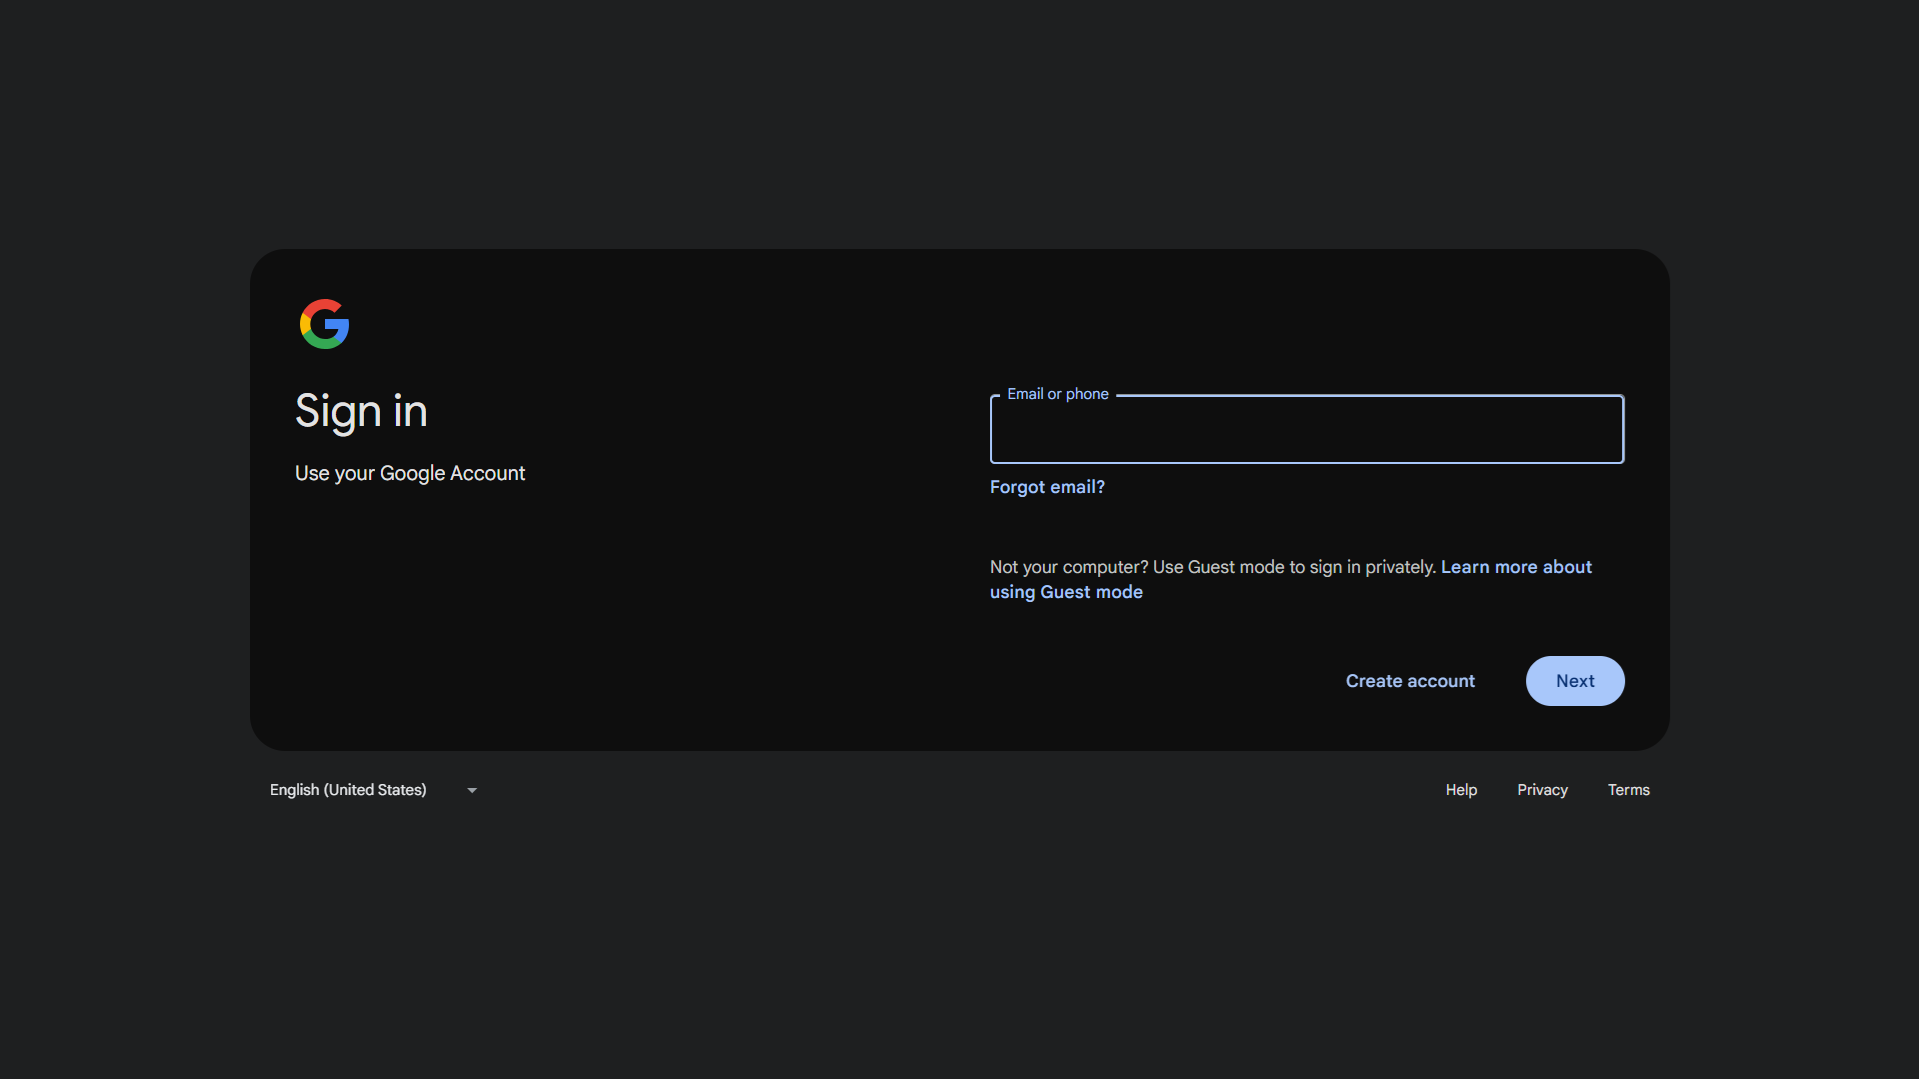 Sign in
Use your Google Account
Email or phone
Forgot email?
Not your computer? Use Guest mode to sign in privately. Learn more about
using Guest mode
Create account
Next
English (United States)
Help
Privacy
Terms